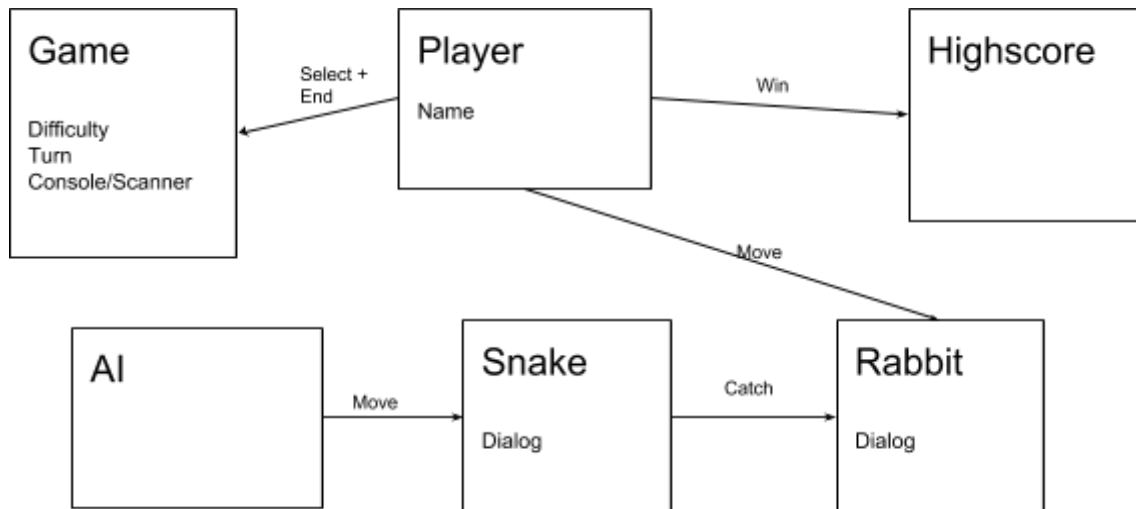 Game
Difficulty
Turn
Console/Scanner
Select +
End
Player
Name
Win
Highscore
Move
AI
Move
Snake
Dialog
Catch
Rabbit
Dialog